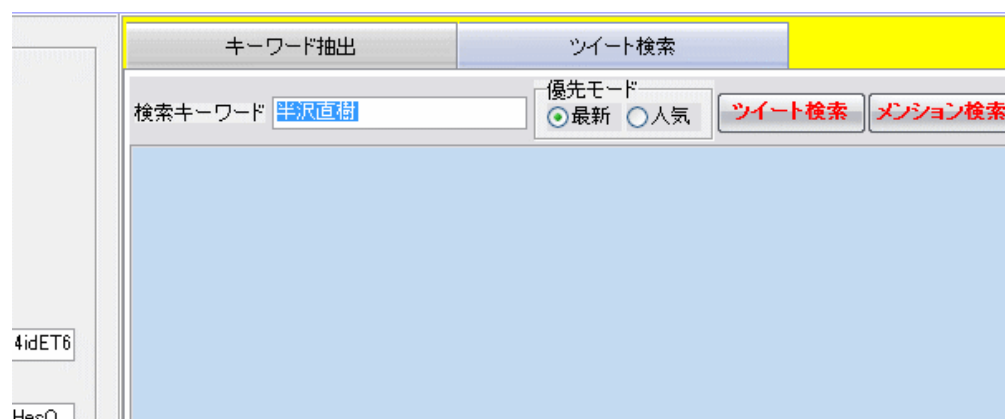 キーワード抽出
ツイート検索
検索キーワード 半沢直樹
優先モード
最新 人気
ツイート検索 メンション検索
4idET6
HesQ